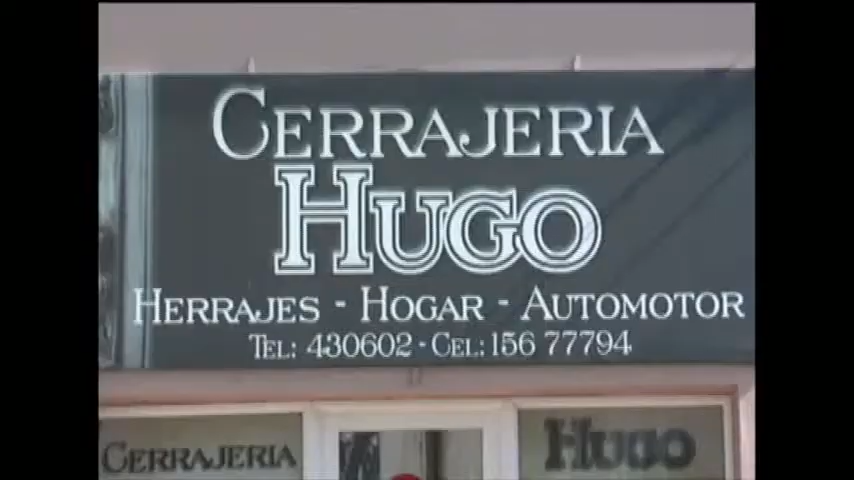 CERRAJERIA
HUGO
HERRAJES - HOGAR - AUTOMOTOR
TEL: 430602 - CEL: 156 77794
CERRAJERIA
HUGO